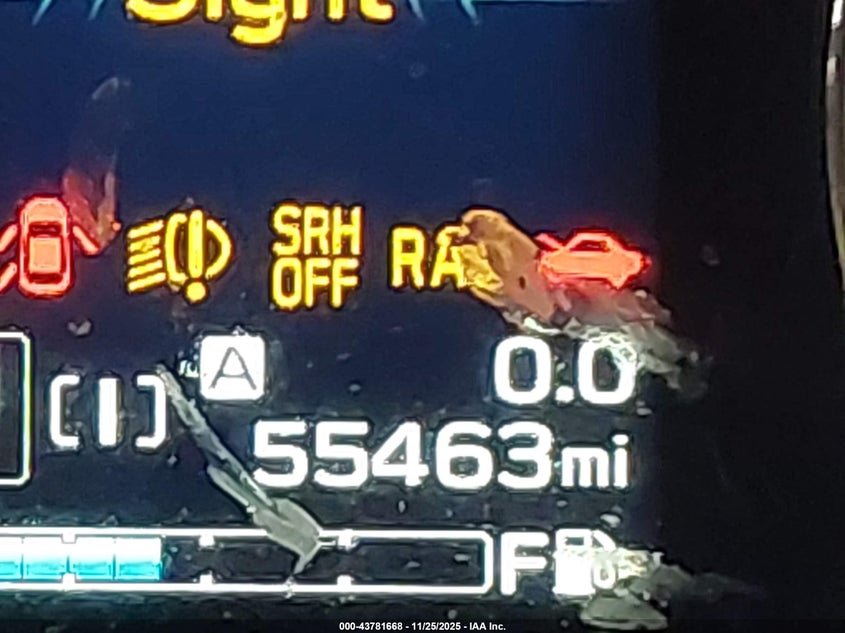 SRH
OFF
RA
A
0.0
55463mi
F
000-43781668 - 11/25/2025 - IAA Inc.